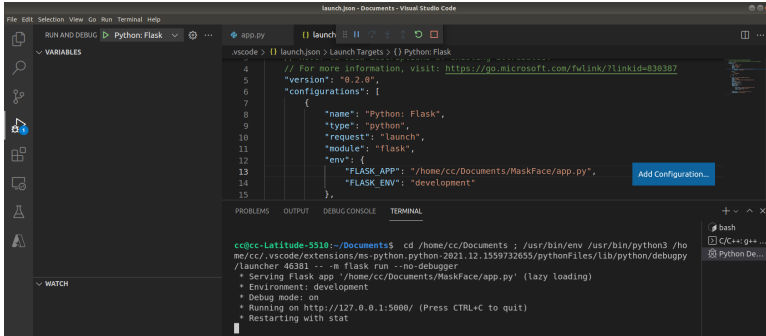 launch.json - Documents - Visual Studio Code
File Edit Selection View Go Run Terminal Help
RUN AND DEBUG Python: Flask
app.py
{} launch
.vscode > {} launch.json > Launch Targets > {} Python: Flask
VARIABLES
4 // For more information, visit: https://go.microsoft.com/fwlink/?linkid=830387
5 "version": "0.2.0",
6 "configurations": [
7 {
8 "name": "Python: Flask",
9 "type": "python",
10 "request": "launch",
11 "module": "flask",
12 "env": {
13 "FLASK_APP": "/home/cc/Documents/MaskFace/app.py",
14 "FLASK_ENV": "development"
15 },
Add Configuration...
1
PROBLEMS OUTPUT DEBUG CONSOLE TERMINAL
cc@cc-Latitude-5510:~/Documents$ cd /home/cc/Documents ; /usr/bin/env /usr/bin/python3 /ho
me/cc/.vscode/extensions/ms-python.python-2021.12.1559732655/pythonFiles/lib/python/debugpy
/launcher 46381 -- -m flask run --no-debugger
* Serving Flask app '/home/cc/Documents/MaskFace/app.py' (lazy loading)
* Environment: development
* Debug mode: on
* Running on http://127.0.0.1:5000/ (Press CTRL+C to quit)
* Restarting with stat
bash
C/C++: g++ ...
Python De...
WATCH